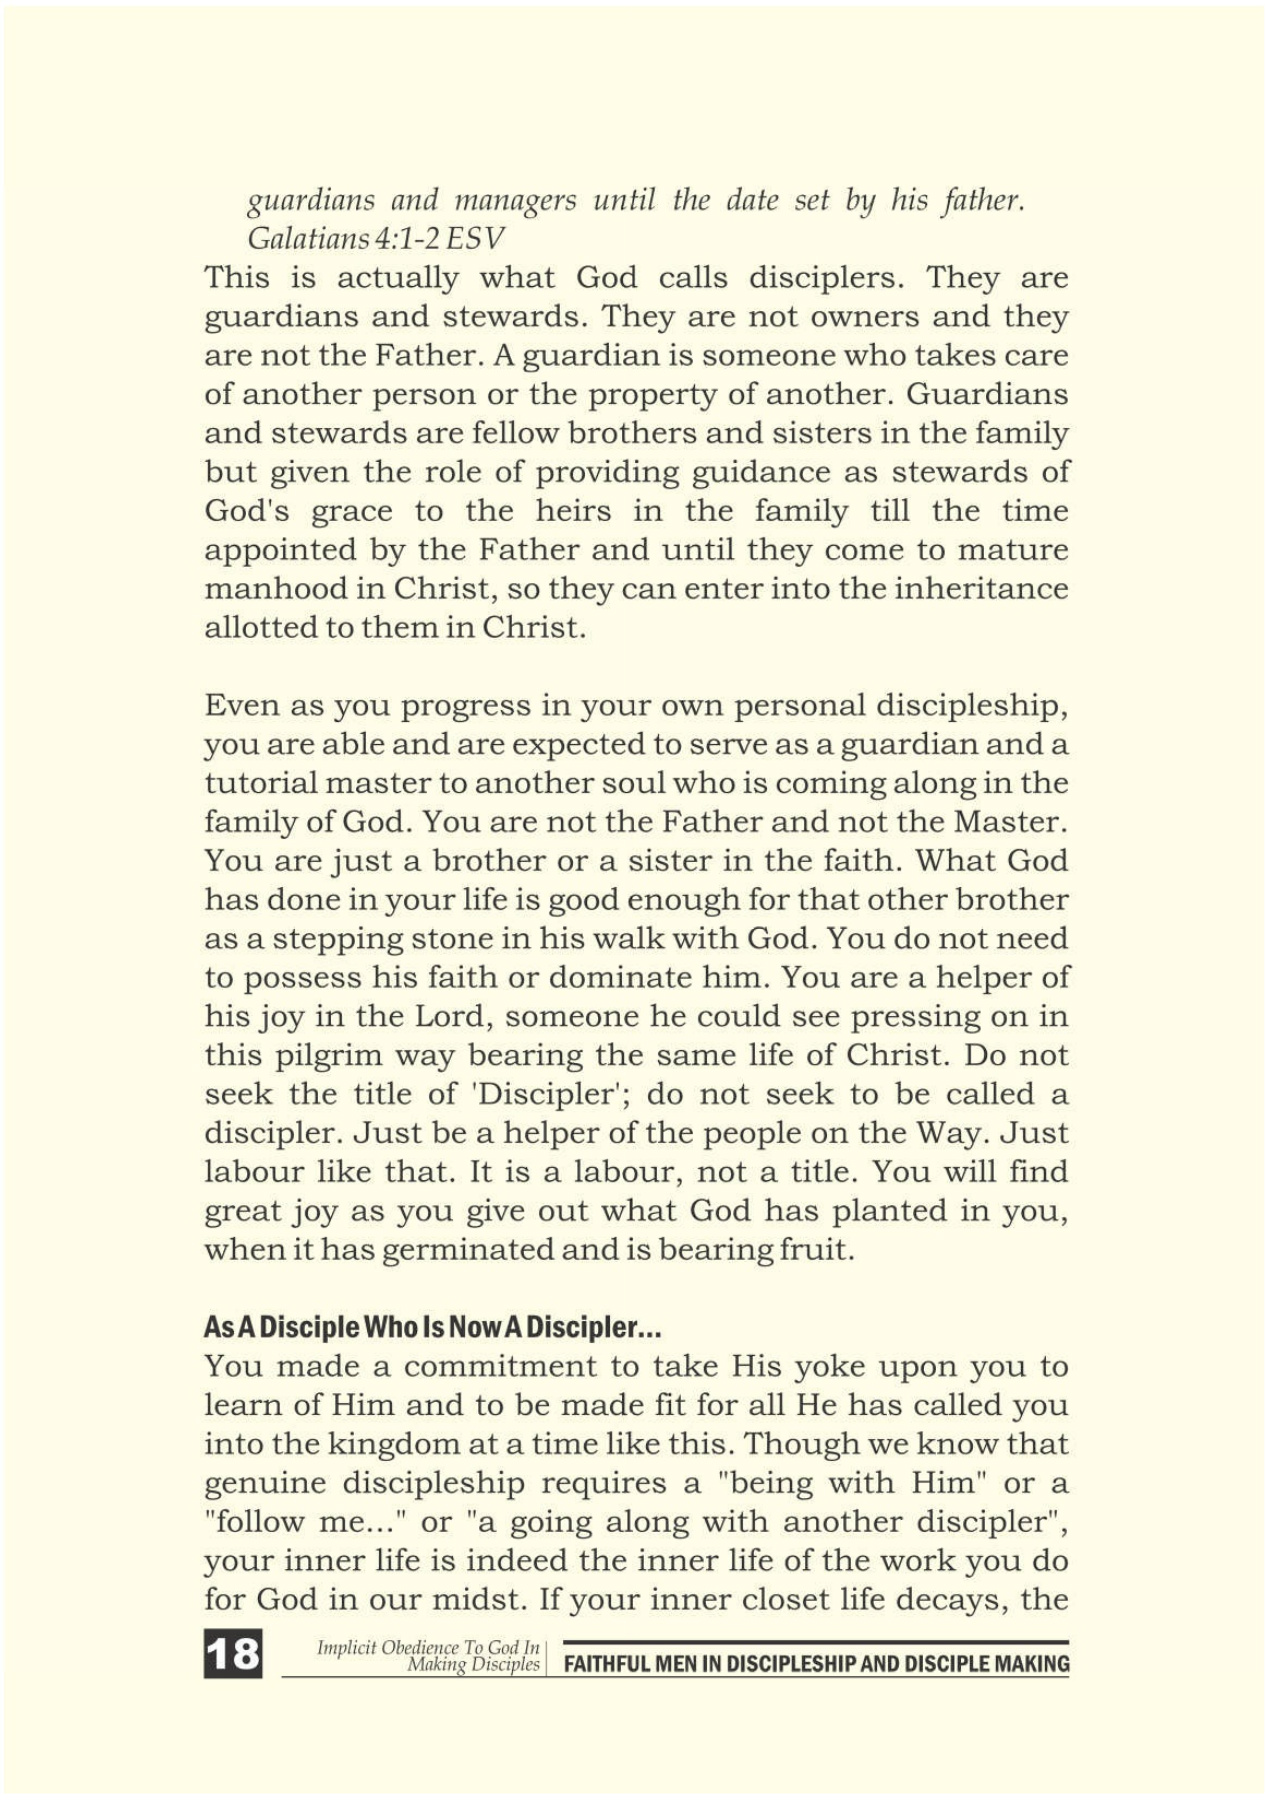 guardians and managers until the date set by his father.
Galatians 4:1-2 ESV
This is actually what God calls disciplers. They are
guardians and stewards. They are not owners and they
are not the Father. A guardian is someone who takes care
of another person or the property of another. Guardians
and stewards are fellow brothers and sisters in the family
but given the role of providing guidance as stewards of
God's grace to the heirs in the family till the time
appointed by the Father and until they come to mature
manhood in Christ, so they can enter into the inheritance
allotted to them in Christ.
Even as you progress in your own personal discipleship,
you are able and are expected to serve as a guardian and a
tutorial master to another soul who is coming along in the
family of God. You are not the Father and not the Master.
You are just a brother or a sister in the faith. What God
has done in your life is good enough for that other brother
as a stepping stone in his walk with God. You do not need
to possess his faith or dominate him. You are a helper of
his joy in the Lord, someone he could see pressing on in
this pilgrim way bearing the same life of Christ. Do not
seek the title of 'Discipler'; do not seek to be called a
discipler. Just be a helper of the people on the Way. Just
labour like that. It is a labour, not a title. You will find
great joy as you give out what God has planted in you,
when it has germinated and is bearing fruit.
As A Disciple Who Is Now A Discipler...
You made a commitment to take His yoke upon you to
learn of Him and to be made fit for all He has called you
into the kingdom at a time like this. Though we know that
genuine discipleship requires a "being with Him" or a
"follow me..." or "a going along with another discipler",
your inner life is indeed the inner life of the work you do
for God in our midst. If your inner closet life decays, the
18
Implicit Obedience To God In
Making Disciples
FAITHFUL MEN IN DISCIPLESHIP AND DISCIPLE MAKING